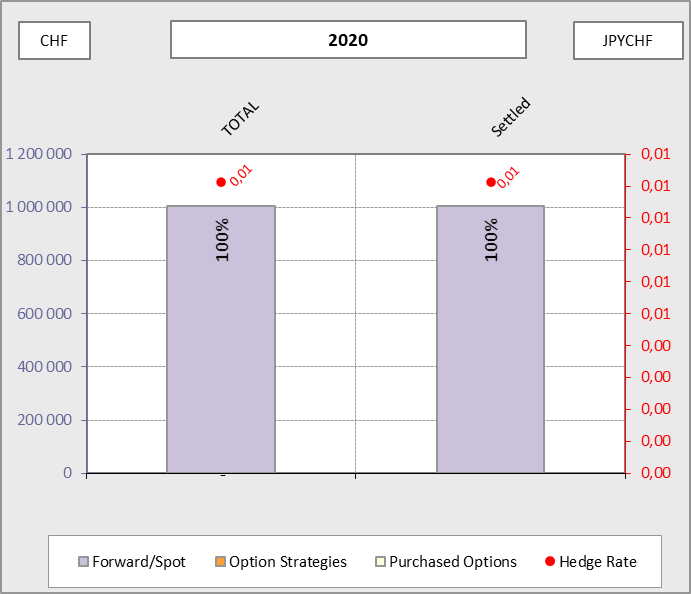 CHF 2020 JPYCHF
TOTAL Settled
1 200 000 0,01
0,01 0,01 0,01
1 000 000 0,01
100% 100%
0,01
800 000
0,01
600 000 0,01
0,00
400 000
0,00
200 000 0,00
0,00
0 - 0,00
Forward/Spot Option Strategies Purchased Options Hedge Rate